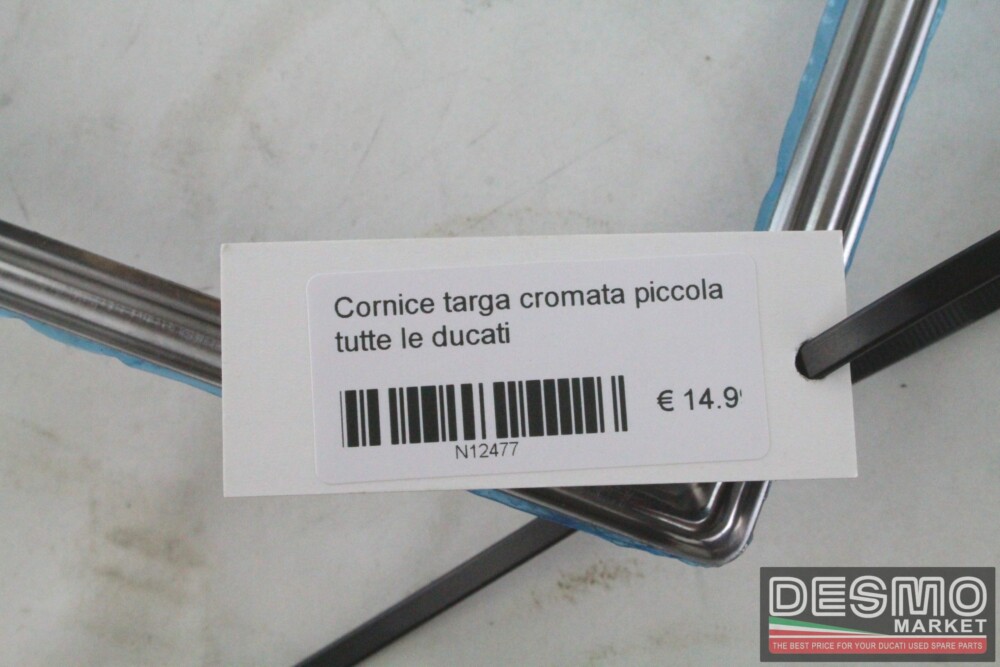 Cornice targa cromata piccola
tutte le ducati
€ 14.9
N12477
DESMO
MARKET
THE BEST PRICE FOR YOUR DUCATI USED SPARE PARTS